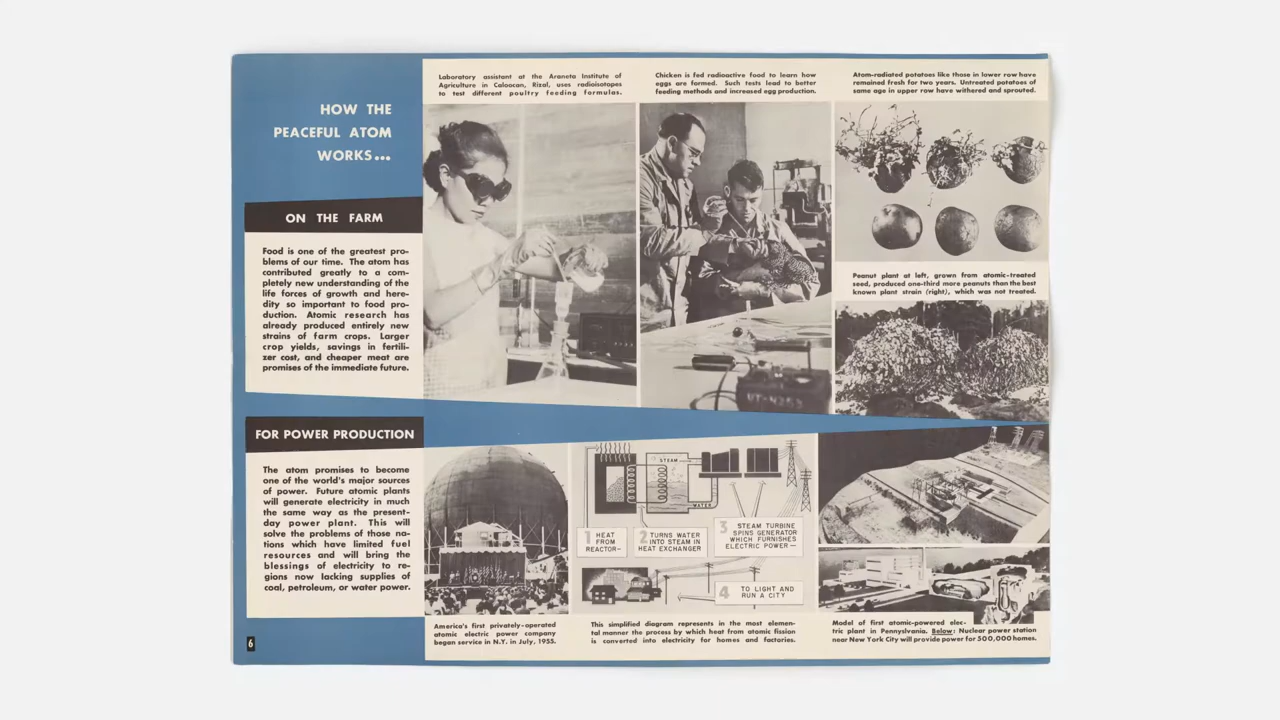 HOW THE
PEACEFUL ATOM
WORKS...
ON THE FARM
Food is one of the greatest pro-
blems of our time. The atom has
contributed greatly to a com-
pletely new understanding of the
life forces of growth and here-
dity so important to food pro-
duction. Atomic research has
already produced entirely new
strains of farm crops. Larger
crop yields, savings in fertili-
zer cost, and cheaper meat are
promises of the immediate future.
Laboratory assistant at the Araneta Institute of
Agriculture in Caloocan, Rizal, uses radioisotopes
to test different poultry feeding formulas.
Chicken is fed radioactive food to learn how
eggs are formed. Such tests lead to better
feeding methods and increased egg production.
Atom-radiated potatoes like those in lower row have
remained fresh for two years. Untreated potatoes of
same age in upper row have withered and sprouted.
Peanut plant at left, grown from atomic-treated
seed, produced one-third more peanuts than the best
known plant strain (right), which was not treated.
UT-N253
FOR POWER PRODUCTION
The atom promises to become
one of the world's major sources
of power. Future atomic plants
will generate electricity in much
the same way as the present-
day power plant. This will
solve the problems of those na-
tions which have limited fuel
resources and will bring the
blessings of electricity to re-
gions now lacking supplies of
coal, petroleum, or water power.
STEAM
WATER
1 HEAT
FROM
REACTOR—
2 TURNS WATER
INTO STEAM IN
HEAT EXCHANGER
3 STEAM TURBINE
SPINS GENERATOR
WHICH FURNISHES
ELECTRIC POWER—
4 TO LIGHT AND
RUN A CITY
America's first privately-operated
atomic electric power company
began service in N.Y. in July, 1955.
This simplified diagram represents in the most elemen-
tal manner the process by which heat from atomic fission
is converted into electricity for homes and factories.
Model of first atomic-powered elec-
tric plant in Pennsylvania. Below: Nuclear power station
near New York City will provide power for 500,000 homes.
6